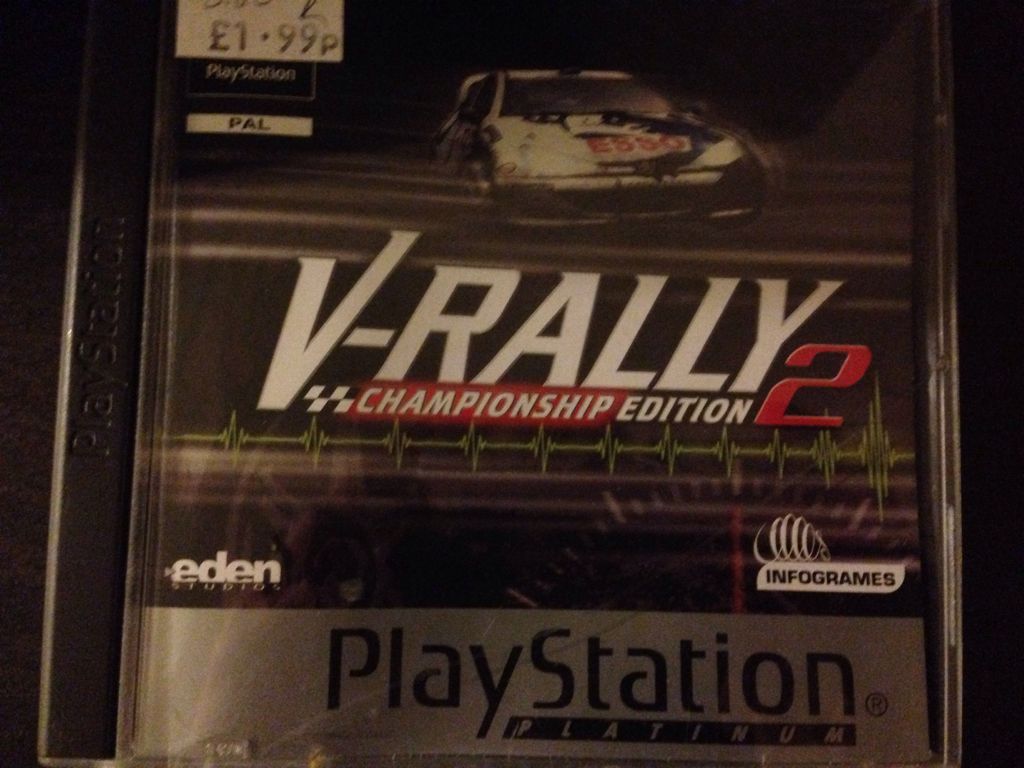 £1.99p
PlayStation
PAL
PlayStation
ESSO
V-RALLY 2
CHAMPIONSHIP EDITION
eden
STUDIOS
INFOGRAMES
PlayStation®
PLATINUM